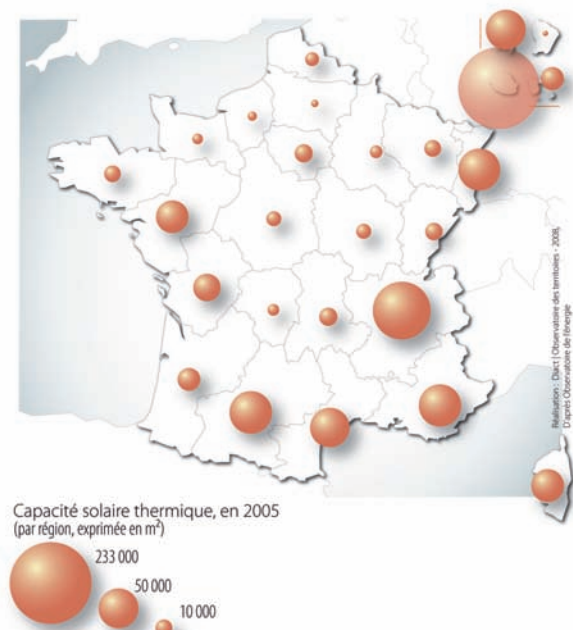 Réalisation : Diact | Observatoire des territoires - 2008,
D'après Observatoire de l'énergie
Capacité solaire thermique, en 2005
(par région, exprimée en m²)
233 000
50 000
10 000